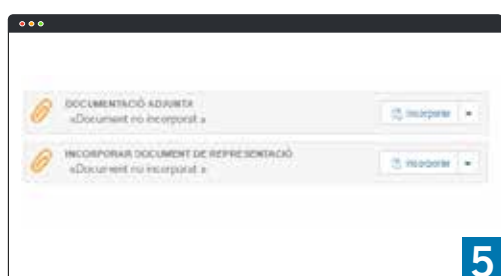 DOCUMENTACIÓ ADJUNTA
«Document no incorporat »
Incorporar
INCORPORAR DOCUMENT DE REPRESENTACIÓ
«Document no incorporat »
Incorporar
5